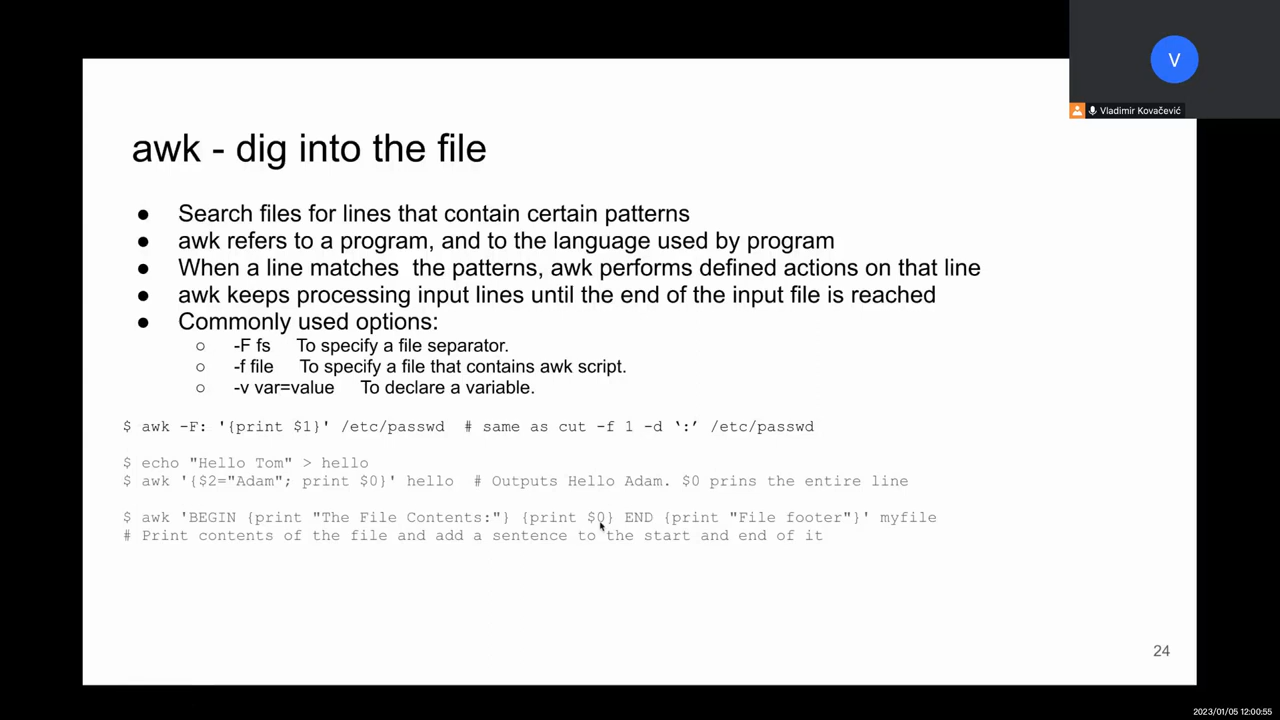 V
Vladimir Kovačević
awk - dig into the file
● Search files for lines that contain certain patterns
● awk refers to a program, and to the language used by program
● When a line matches  the patterns, awk performs defined actions on that line
● awk keeps processing input lines until the end of the input file is reached
● Commonly used options:
○ -F fs    To specify a file separator.
○ -f file    To specify a file that contains awk script.
○ -v var=value    To declare a variable.
$ awk -F: '{print $1}' /etc/passwd  # same as cut -f 1 -d ‘:’ /etc/passwd
$ echo "Hello Tom" > hello
$ awk '{$2="Adam"; print $0}' hello  # Outputs Hello Adam. $0 prins the entire line
$ awk 'BEGIN {print "The File Contents:"} {print $0} END {print "File footer"}' myfile
# Print contents of the file and add a sentence to the start and end of it
24
2023/01/05 12:00:55